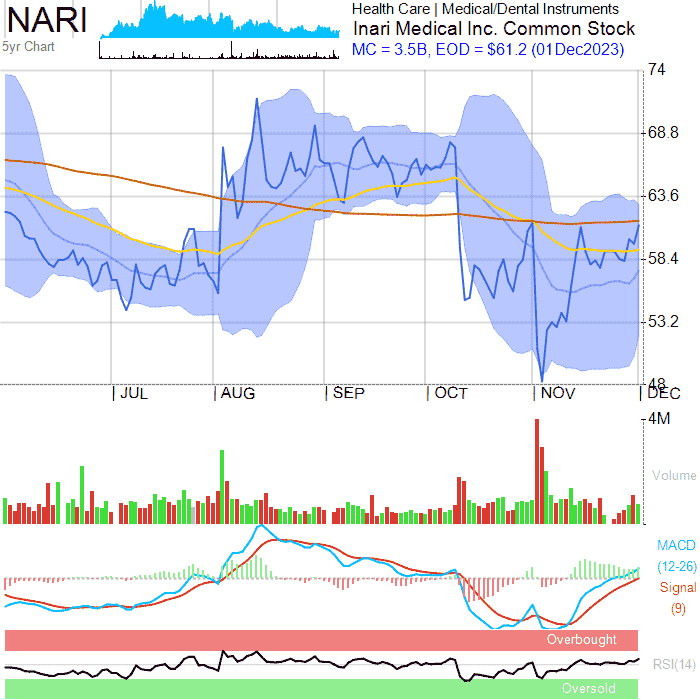 NARI
5yr Chart
Health Care | Medical/Dental Instruments
Inari Medical Inc. Common Stock
MC = 3.5B, EOD = $61.2 (01Dec2023)
74
68.8
63.6
58.4
53.2
48
JUL AUG SEP OCT NOV DEC
4M
Volume
MACD
(12-26)
Signal
(9)
Overbought
RSI(14)
Oversold